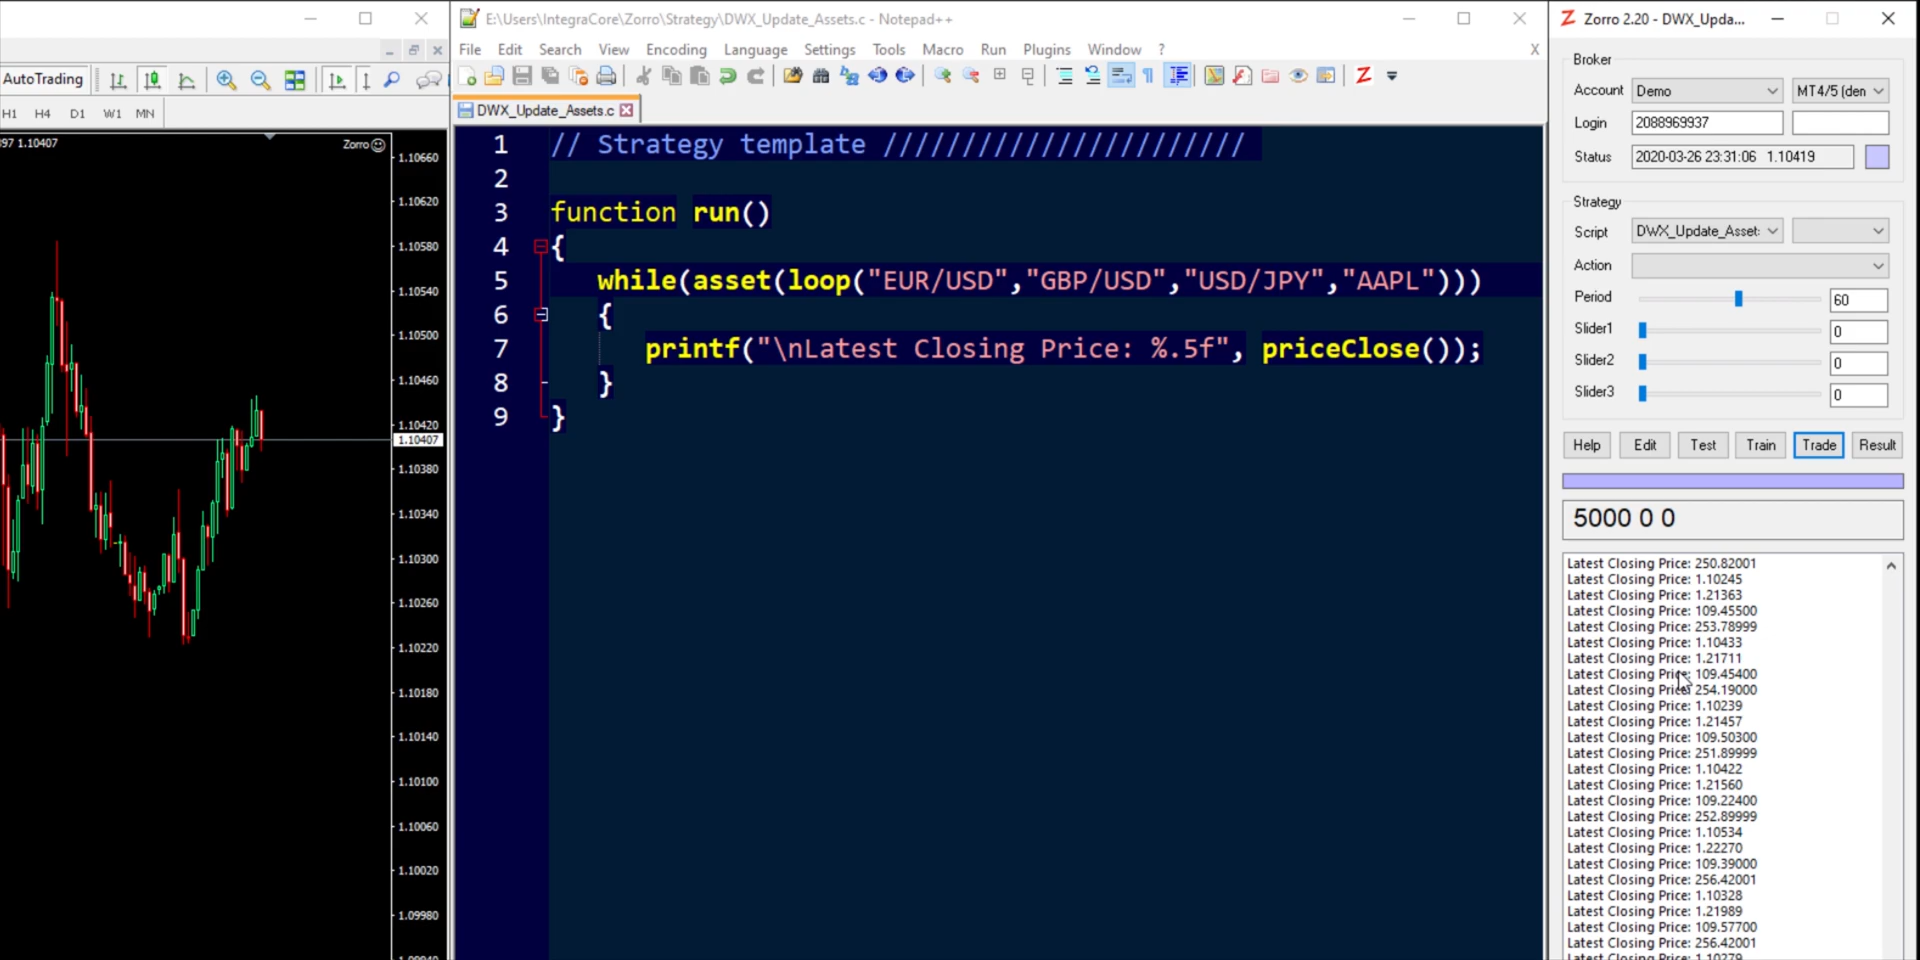 AutoTrading
H1 H4 D1 W1 MN
397 1.10407
Zorro
1.10660
1.10620
1.10580
1.10540
1.10500
1.10460
1.10420
1.10407
1.10380
1.10340
1.10300
1.10260
1.10220
1.10180
1.10140
1.10100
1.10060
1.10020
1.09980
E:\Users\IntegraCore\Zorro\Strategy\DWX_Update_Assets.c - Notepad++
File Edit Search View Encoding Language Settings Tools Macro Run Plugins Window ? X
DWX_Update_Assets.c
1 // Strategy template ///////////////////////
2
3 function run()
4 {
5 while(asset(loop("EUR/USD","GBP/USD","USD/JPY","AAPL")))
6 {
7 printf("\nLatest Closing Price: %.5f", priceClose());
8 }
9 }
Zorro 2.20 - DWX_Upda...
Broker
Account Demo MT4/5 (den
Login 2088969937
Status 2020-03-26 23:31:06 1.10419
Strategy
Script DWX_Update_Asset:
Action
Period 60
Slider1 0
Slider2 0
Slider3 0
Help Edit Test Train Trade Result
5000 0 0
Latest Closing Price: 250.82001
Latest Closing Price: 1.10245
Latest Closing Price: 1.21363
Latest Closing Price: 109.45500
Latest Closing Price: 253.78999
Latest Closing Price: 1.10433
Latest Closing Price: 1.21711
Latest Closing Price: 109.45400
Latest Closing Price: 254.19000
Latest Closing Price: 1.10239
Latest Closing Price: 1.21457
Latest Closing Price: 109.50300
Latest Closing Price: 251.89999
Latest Closing Price: 1.10422
Latest Closing Price: 1.21560
Latest Closing Price: 109.22400
Latest Closing Price: 252.89999
Latest Closing Price: 1.10534
Latest Closing Price: 1.22270
Latest Closing Price: 109.39000
Latest Closing Price: 256.42001
Latest Closing Price: 1.10328
Latest Closing Price: 1.21989
Latest Closing Price: 109.57700
Latest Closing Price: 256.42001
Latest Closing Price: 1.10279